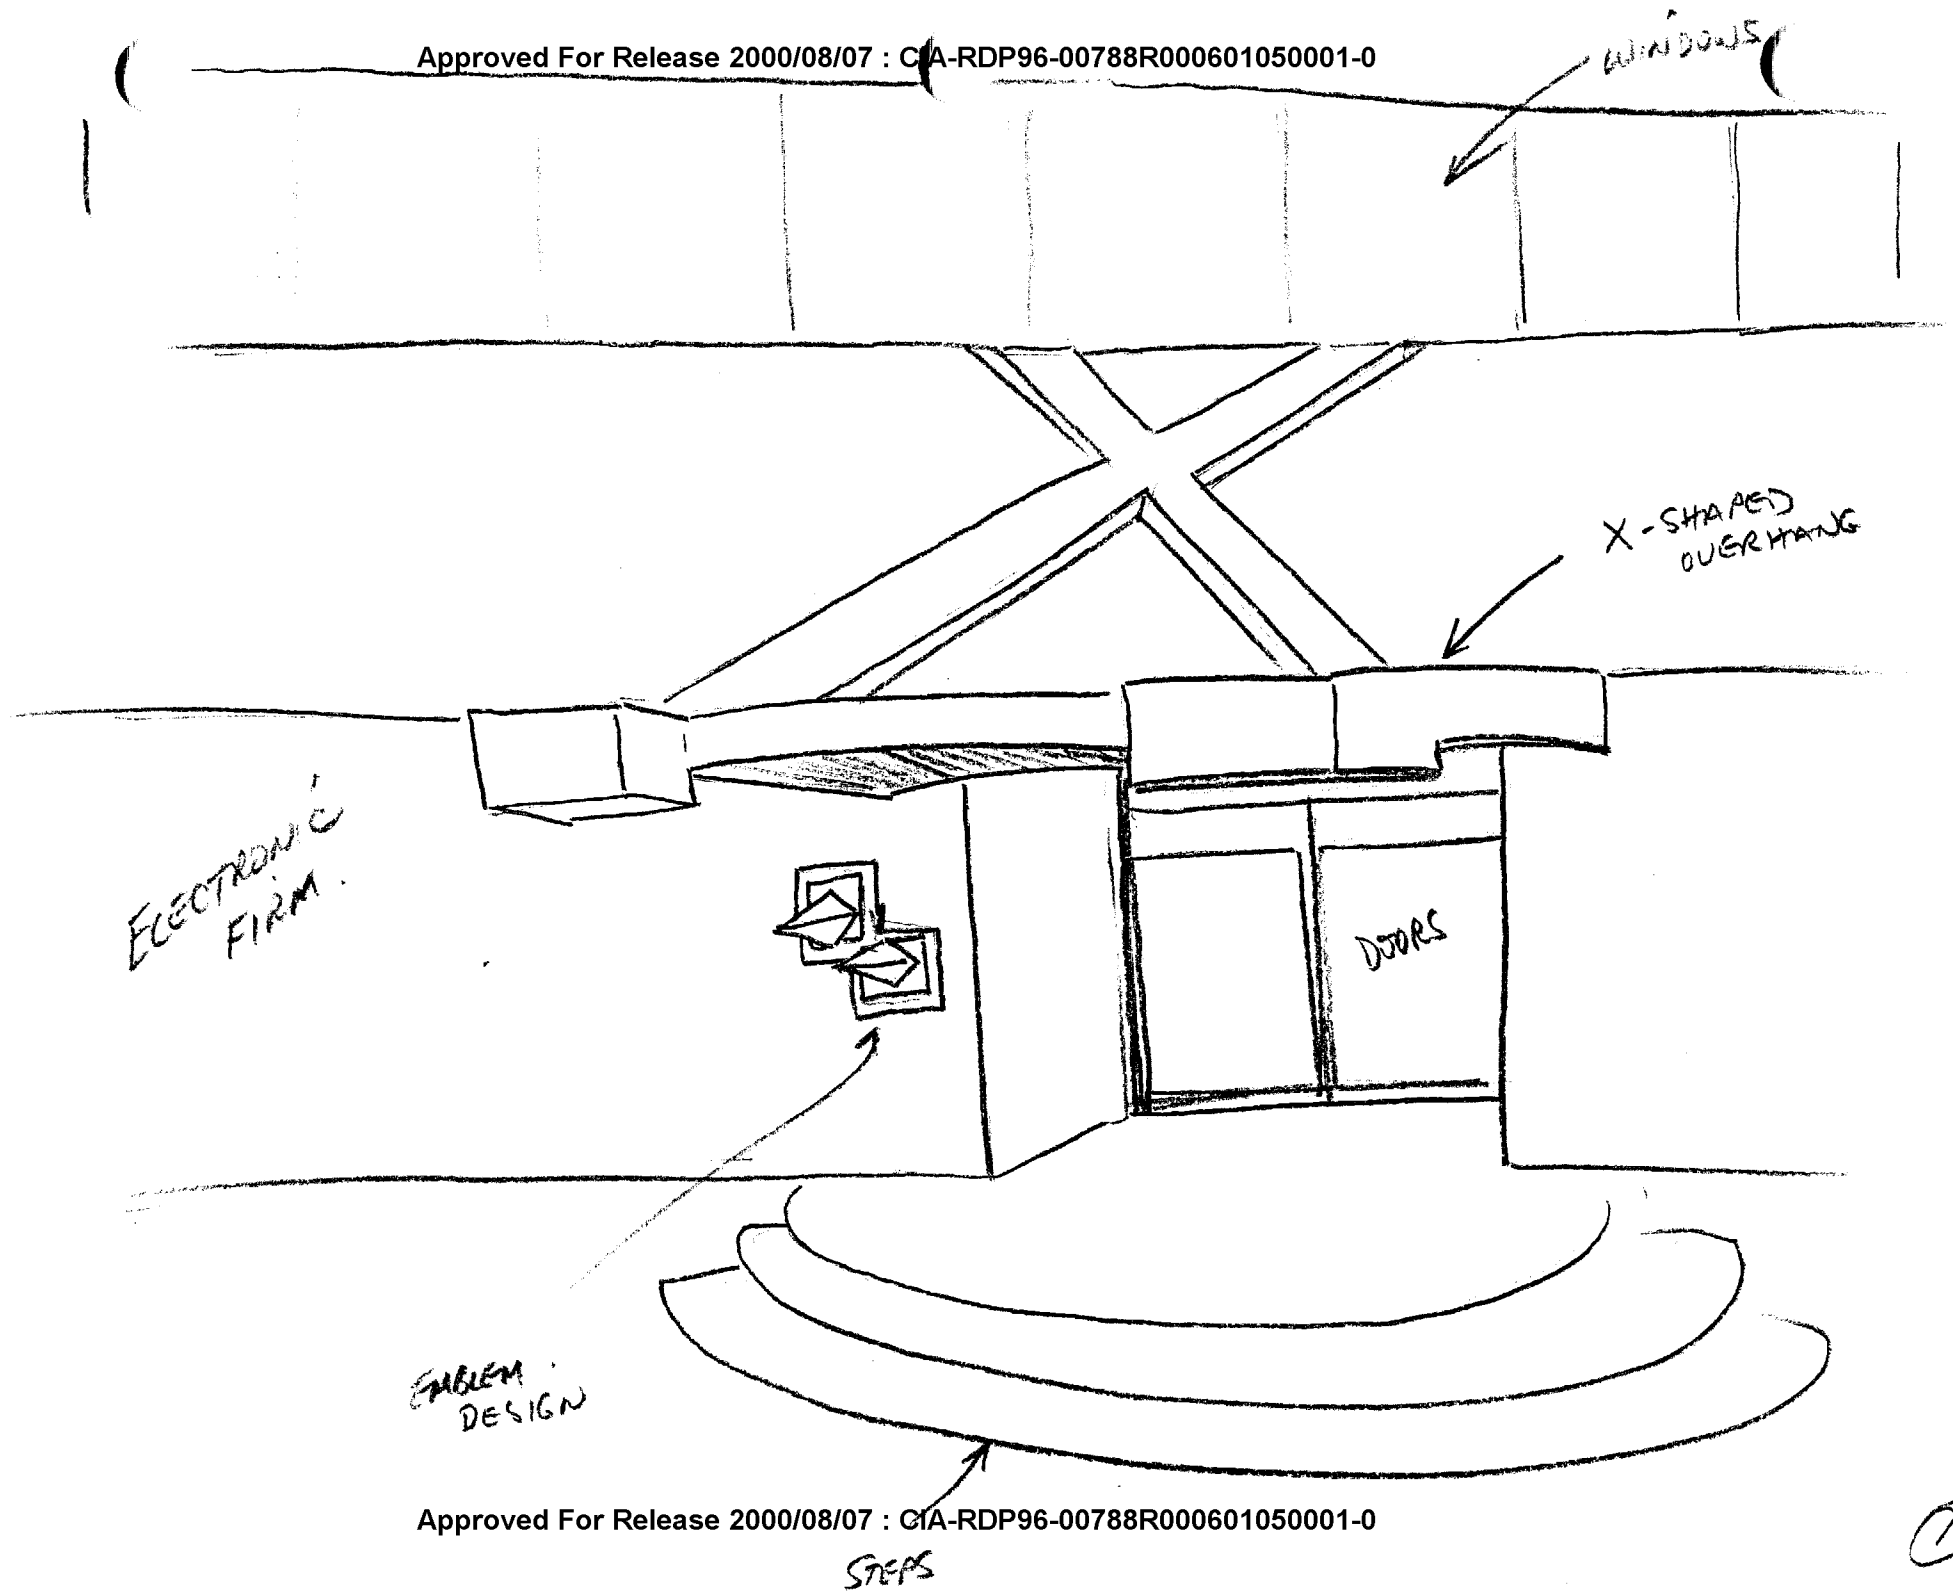 Approved For Release 2000/08/07 : CIA-RDP96-00788R000601050001-0
WINDOWS
X-SHAPED
OVERHANG
ELECTRONIC
FIRM.
DOORS
EMBLEM
DESIGN
Approved For Release 2000/08/07 : CIA-RDP96-00788R000601050001-0
STEPS